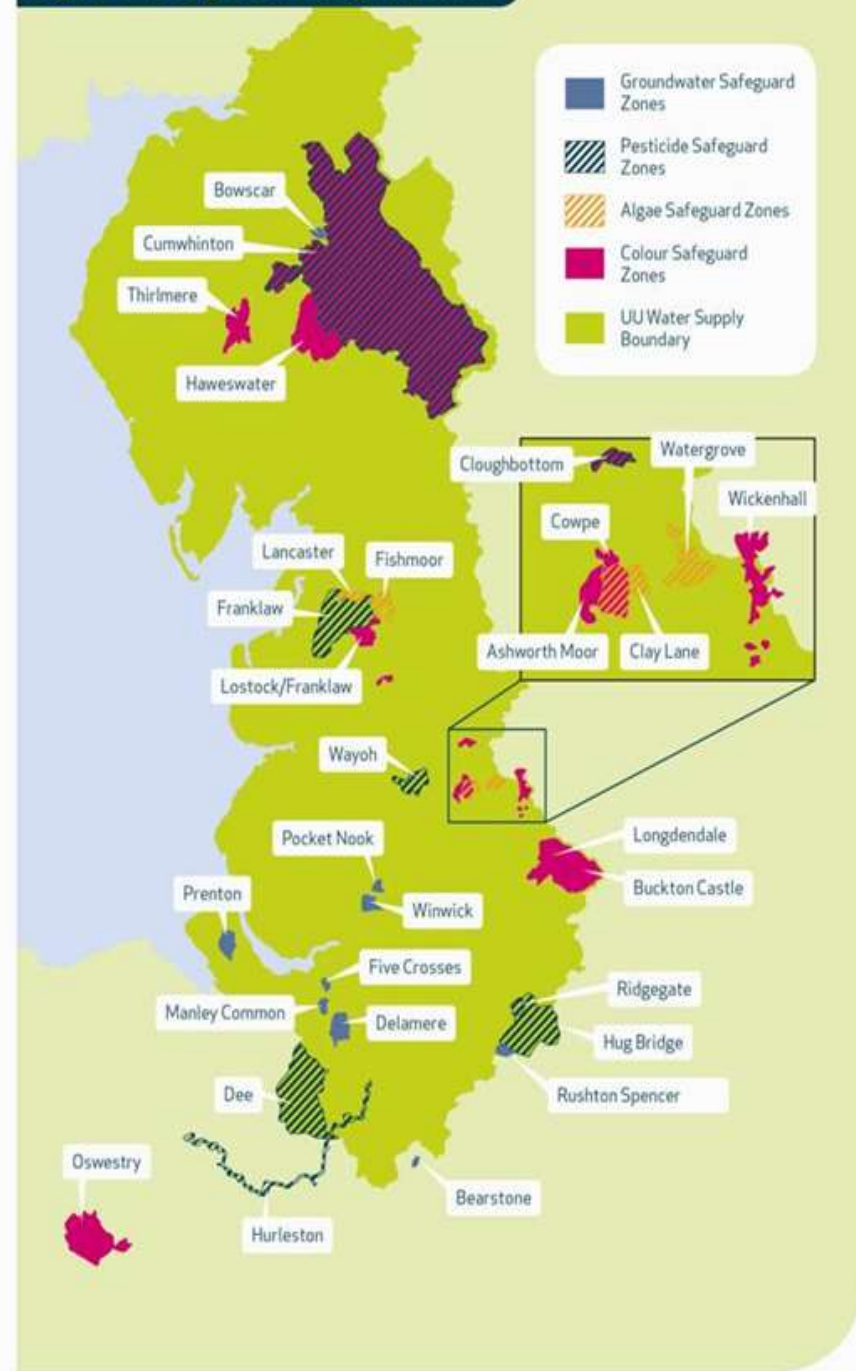 Groundwater Safeguard
Zones
Pesticide Safeguard
Zones
Algae Safeguard Zones
Colour Safeguard
Zones
UU Water Supply
Boundary
Bowscar
Cumwhinton
Thirlmere
Haweswater
Cloughbottom
Watergrove
Wickenhall
Cowpe
Ashworth Moor
Clay Lane
Lancaster
Fishmoor
Franklaw
Lostock/Franklaw
Wayoh
Longdendale
Buckton Castle
Pocket Nook
Winwick
Prenton
Five Crosses
Manley Common
Delamere
Ridgegate
Hug Bridge
Rushton Spencer
Dee
Oswestry
Bearstone
Hurleston